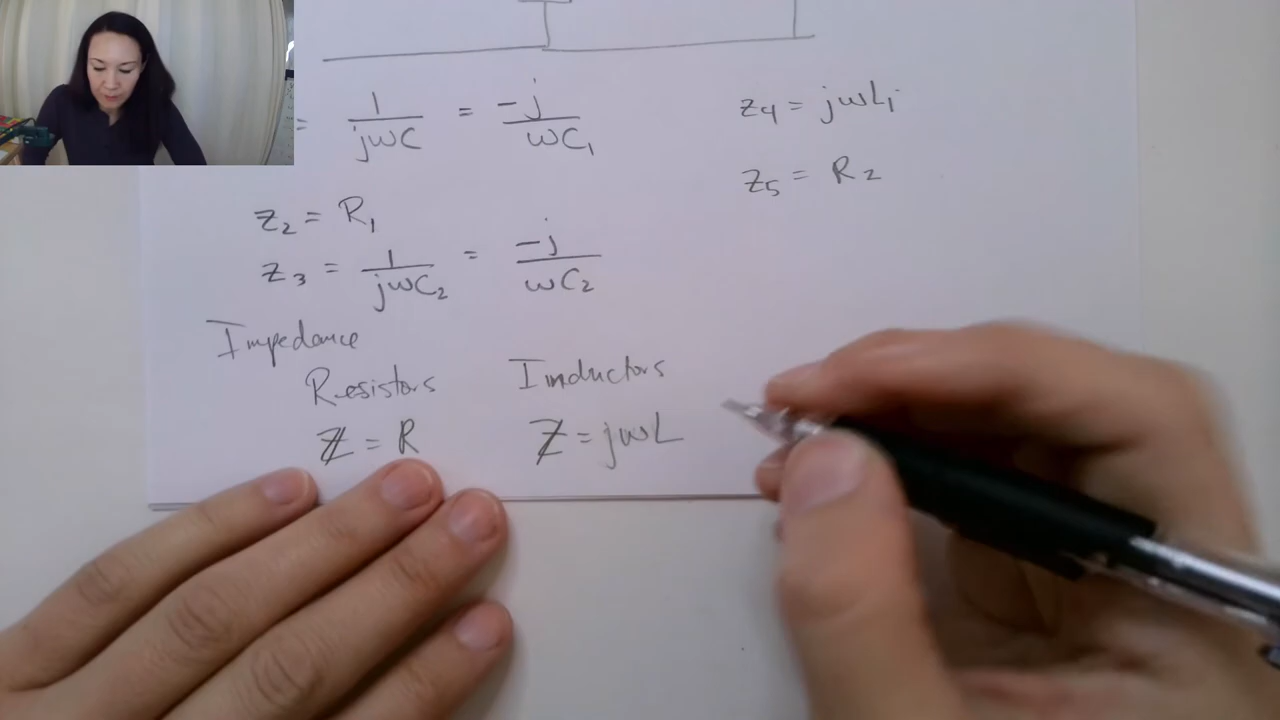 = 1/jωC = -j/ωC₁
Z₂ = R₁
Z₃ = 1/jωC₂ = -j/ωC₂
Z₄ = jωL₁
Z₅ = R₂
Impedance
Resistors Inductors
Z = R Z = jωL